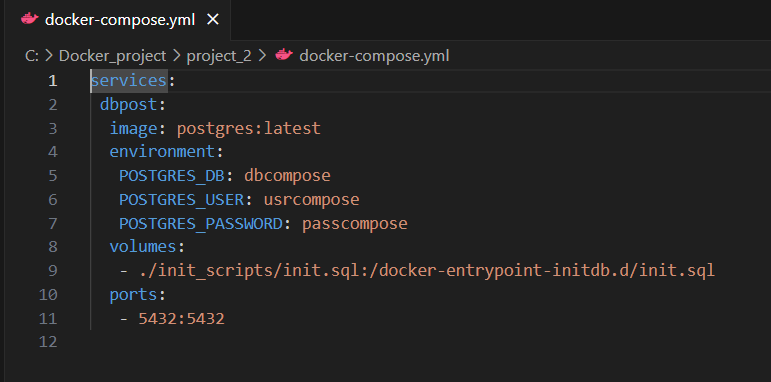 docker-compose.yml ×
C: > Docker_project > project_2 > docker-compose.yml
1 services:
2  dbpost:
3   image: postgres:latest
4   environment:
5    POSTGRES_DB: dbcompose
6    POSTGRES_USER: usrcompose
7    POSTGRES_PASSWORD: passcompose
8   volumes:
9    - ./init_scripts/init.sql:/docker-entrypoint-initdb.d/init.sql
10   ports:
11    - 5432:5432
12